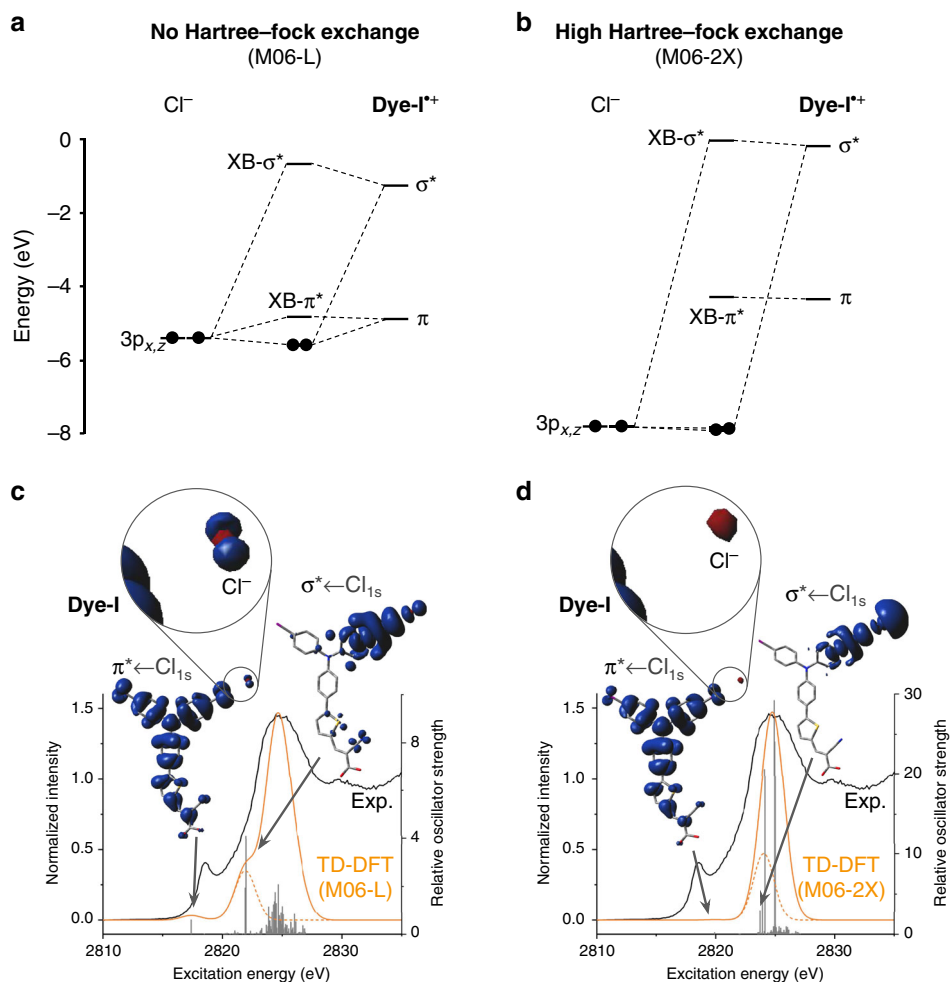 a
No Hartree–fock exchange
(M06-L)
Cl⁻
Dye-I•+
0
−2
−4
−6
−8
Energy (eV)
XB-σ*
σ*
XB-π*
π
3px,z
b
High Hartree–fock exchange
(M06-2X)
Cl⁻
Dye-I•+
XB-σ*
σ*
XB-π*
π
3px,z
c
Cl⁻
Dye-I
σ*←Cl1s
π*←Cl1s
1.5
1.0
0.5
0.0
Normalized intensity
8
4
0
Relative oscillator strength
Exp.
TD-DFT
(M06-L)
2810
2820
2830
Excitation energy (eV)
d
Cl⁻
Dye-I
σ*←Cl1s
π*←Cl1s
1.5
1.0
0.5
0.0
Normalized intensity
30
20
10
0
Relative oscillator strength
Exp.
TD-DFT
(M06-2X)
2810
2820
2830
Excitation energy (eV)